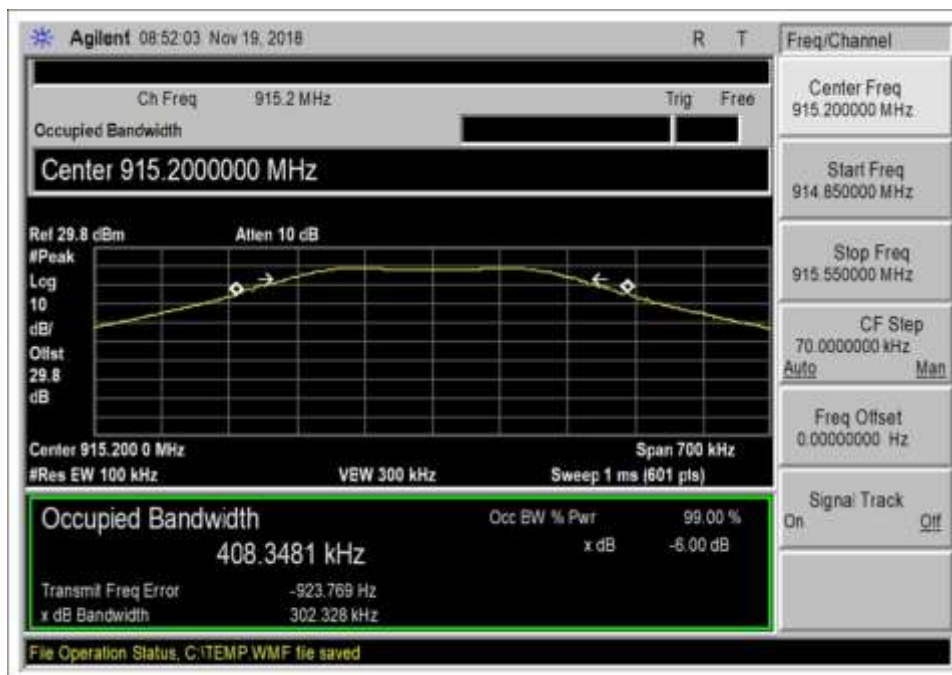 Agilent 08:52:03 Nov 19, 2018 R T
Freq/Channel
Ch Freq 915.2 MHz Trig Free
Occupied Bandwidth
Center 915.2000000 MHz
Ref 29.8 dBm Atten 10 dB
#Peak
Log
10
dB/
Offst
29.8
dB
Center 915.200 0 MHz Span 700 kHz
#Res BW 100 kHz VBW 300 kHz Sweep 1 ms (601 pts)
Occupied Bandwidth Occ BW % Pwr 99.00 %
408.3481 kHz x dB -6.00 dB
Transmit Freq Error -923.769 Hz
x dB Bandwidth 302.328 kHz
File Operation Status, C:\TEMP.WMF file saved
Center Freq
915.200000 MHz
Start Freq
914.850000 MHz
Stop Freq
915.550000 MHz
CF Step
70.0000000 kHz
Auto Man
Freq Offset
0.00000000 Hz
Signal Track
On Off